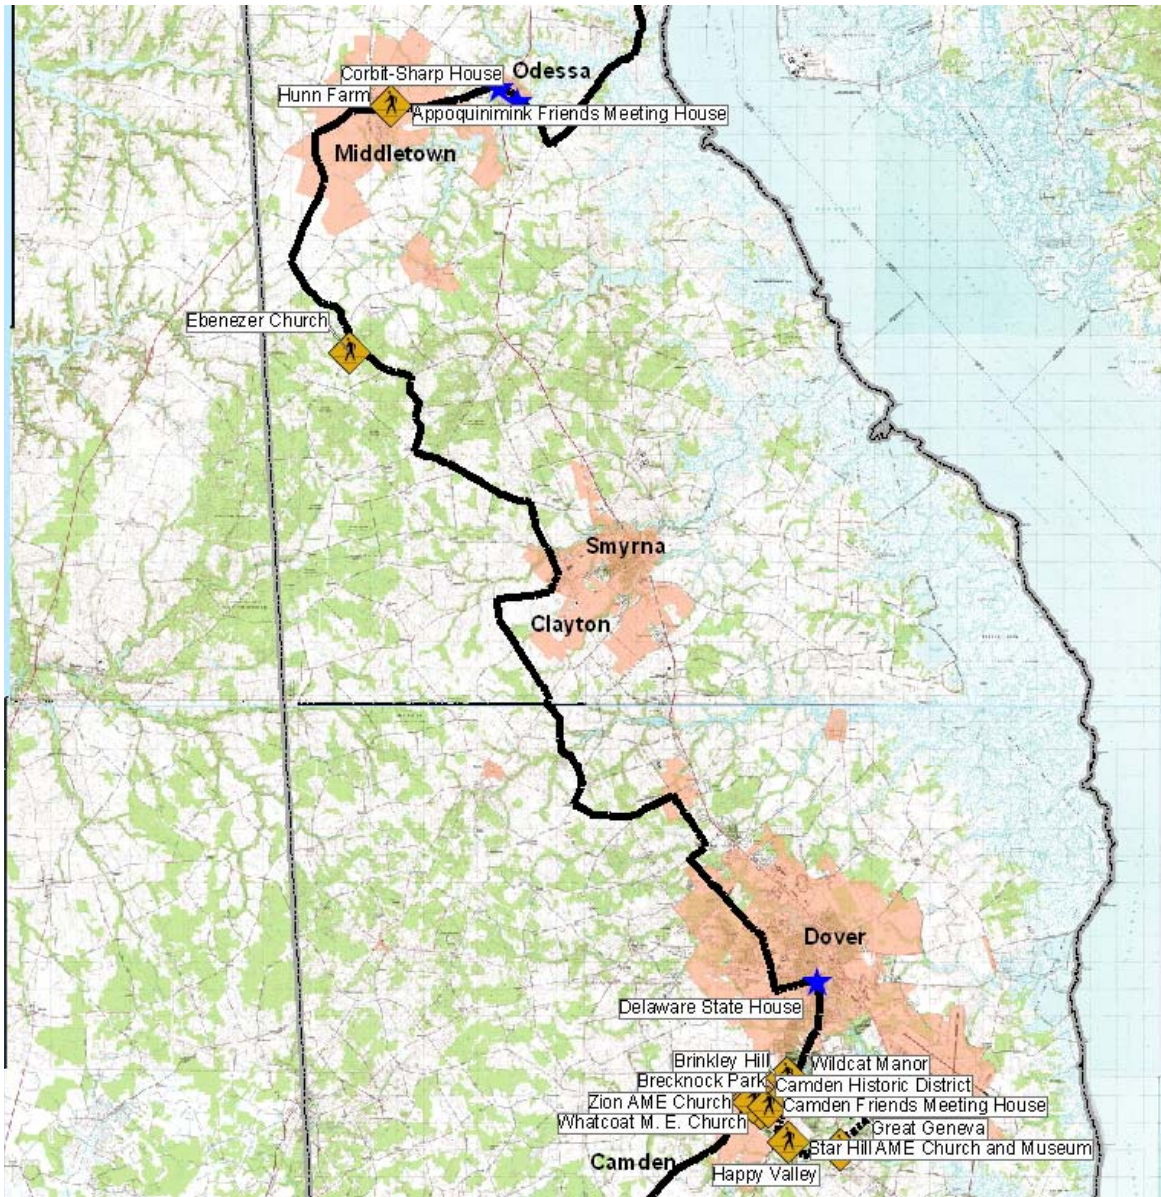 Corbit-Sharp House
Odessa
Hunn Farm
Appoquinimink Friends Meeting House
Middletown
Ebenezer Church
Smyrna
Clayton
Dover
Delaware State House
Brinkley Hill
Wildcat Manor
Brecknock Park
Camden Historic District
Zion AME Church
Camden Friends Meeting House
Whatcoat M. E. Church
Great Geneva
Star Hill AME Church and Museum
Camden
Happy Valley